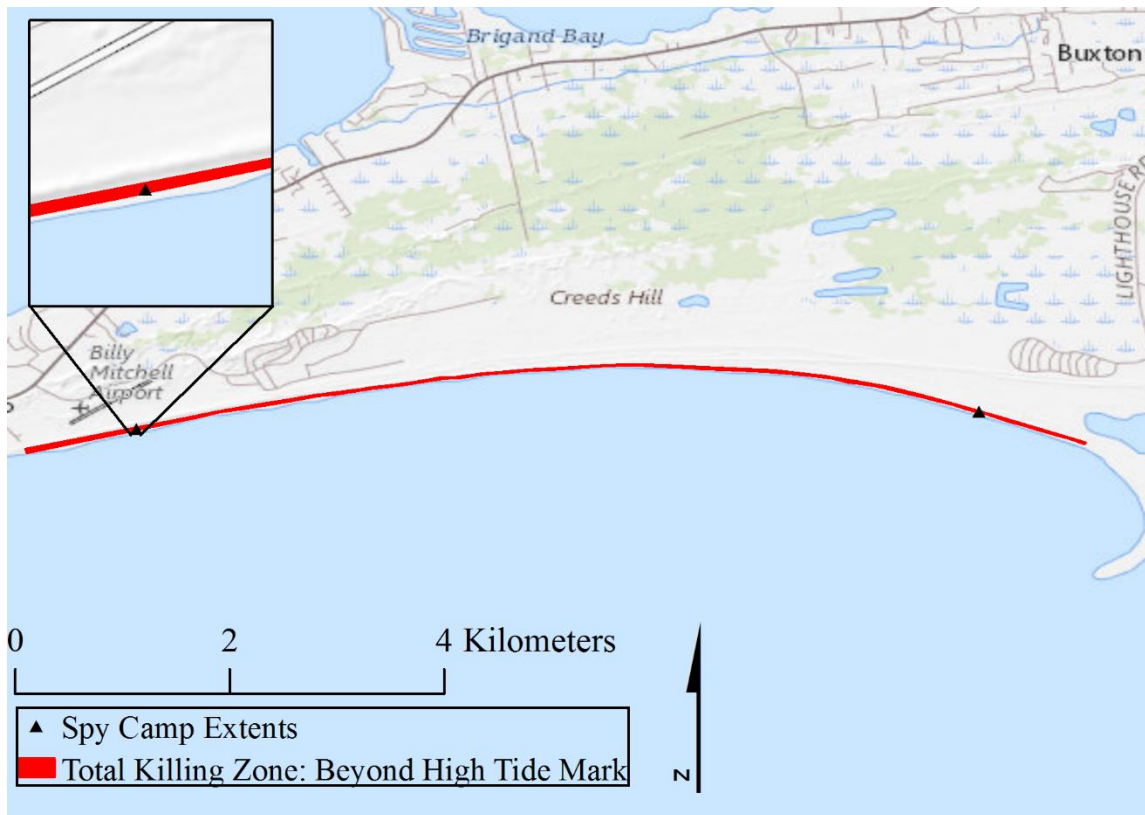 Brigand Bay
Buxton
LIGHTHOUSE R
Creeds Hill
Billy
Mitchell
Airport
0 2 4 Kilometers
▲ Spy Camp Extents
Total Killing Zone: Beyond High Tide Mark
N